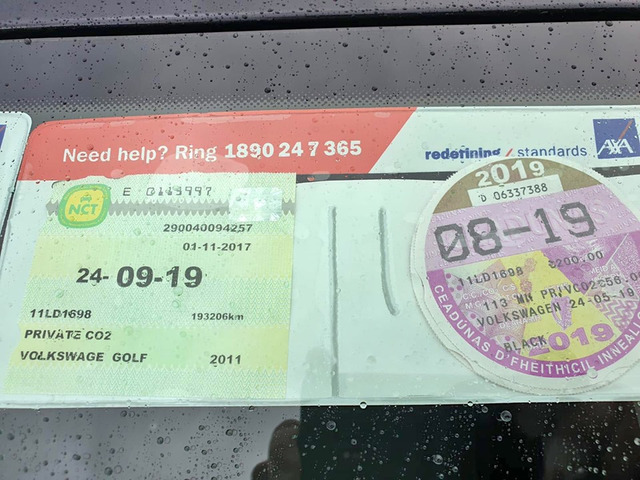 Need help? Ring 1890 24 7 365
redefining / standards
AXA
NCT
290040094257
01-11-2017
24-09-19
11LD1698 193206km
PRIVATE CO2
VOLKSWAGE GOLF 2011
2019
D 06337388
08-19
11LD1698 €200.00
113 MN PRIVCO2
VOLKSWAGEN 24-05-19
BLACK
2019
CEADUNAS D'FHEITHICIL